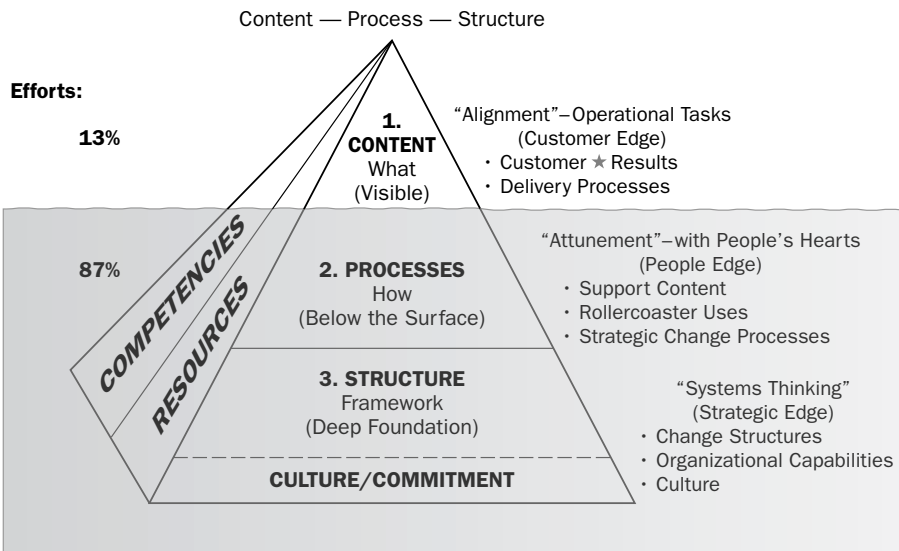 Content — Process — Structure
Efforts:
13%
1.
CONTENT
What
(Visible)
“Alignment”–Operational Tasks
(Customer Edge)
• Customer ★ Results
• Delivery Processes
87%
COMPETENCIES
RESOURCES
2. PROCESSES
How
(Below the Surface)
“Attunement”–with People’s Hearts
(People Edge)
• Support Content
• Rollercoaster Uses
• Strategic Change Processes
3. STRUCTURE
Framework
(Deep Foundation)
“Systems Thinking”
(Strategic Edge)
• Change Structures
• Organizational Capabilities
• Culture
CULTURE/COMMITMENT